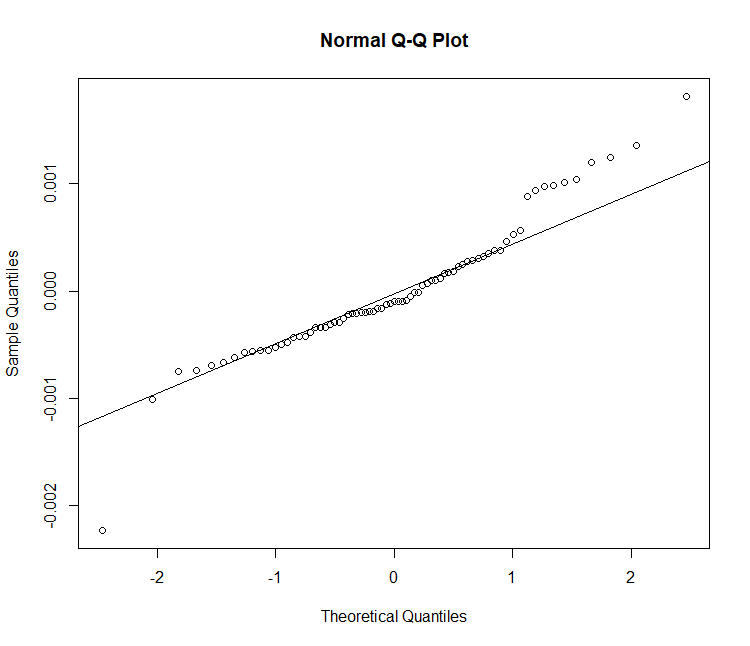 Normal Q-Q Plot
Sample Quantiles
0.001
0.000
-0.001
-0.002
-2 -1 0 1 2
Theoretical Quantiles